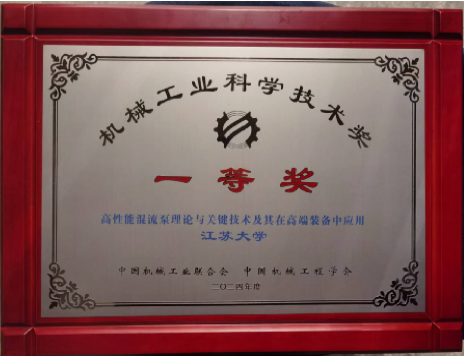 机械工业科学技术奖
一等奖
高性能混流泵理论与关键技术及其在高端装备中应用
江苏大学
中国机械工业联合会 中国机械工程学会
二〇二四年度